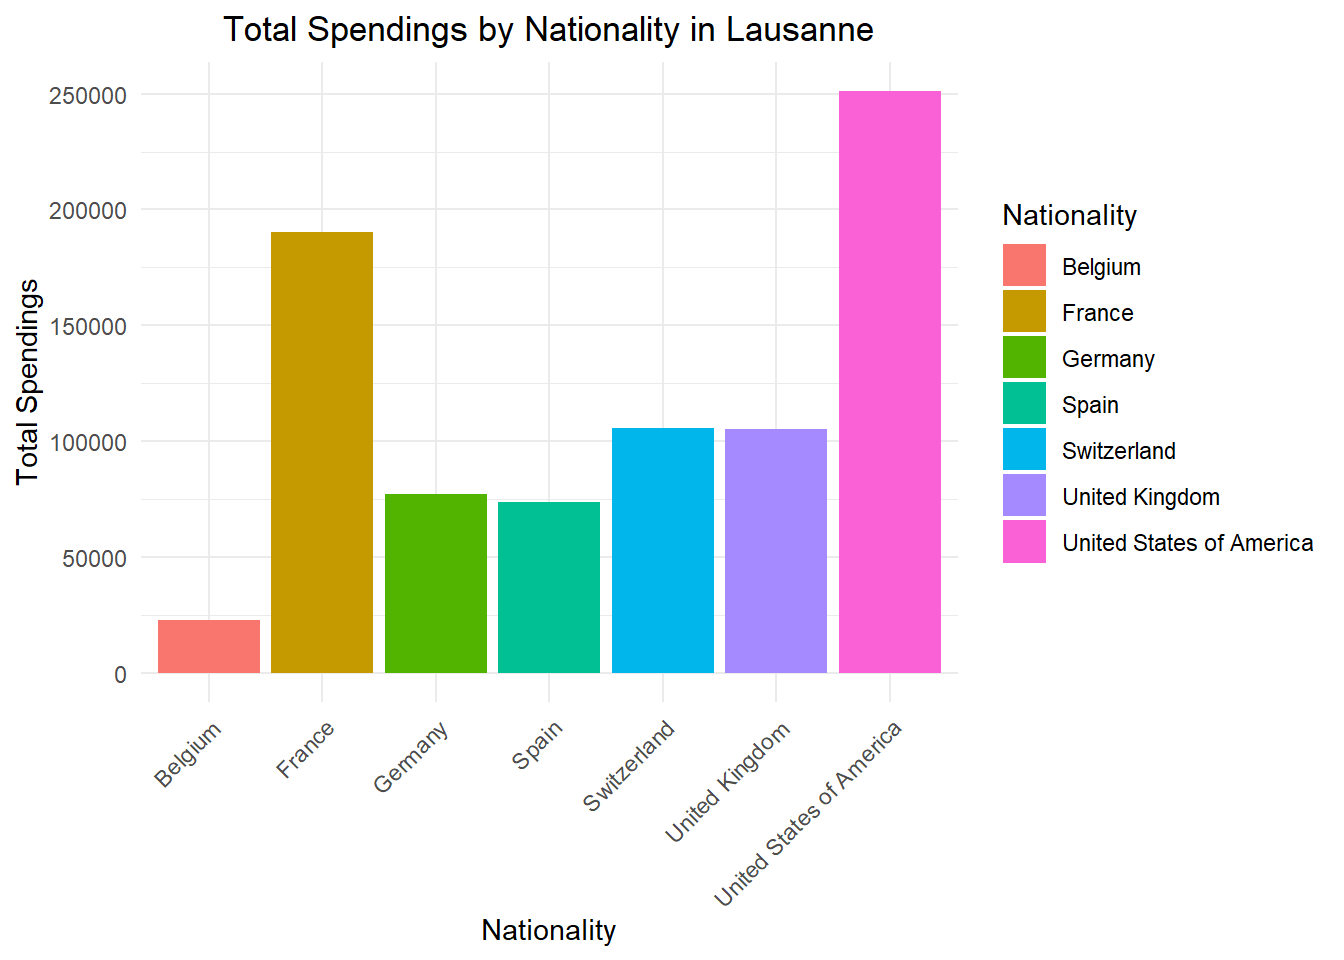 Total Spendings by Nationality in Lausanne
Total Spendings
250000
200000
150000
100000
50000
0
Belgium
France
Germany
Spain
Switzerland
United Kingdom
United States of America
Nationality
Nationality
Belgium
France
Germany
Spain
Switzerland
United Kingdom
United States of America